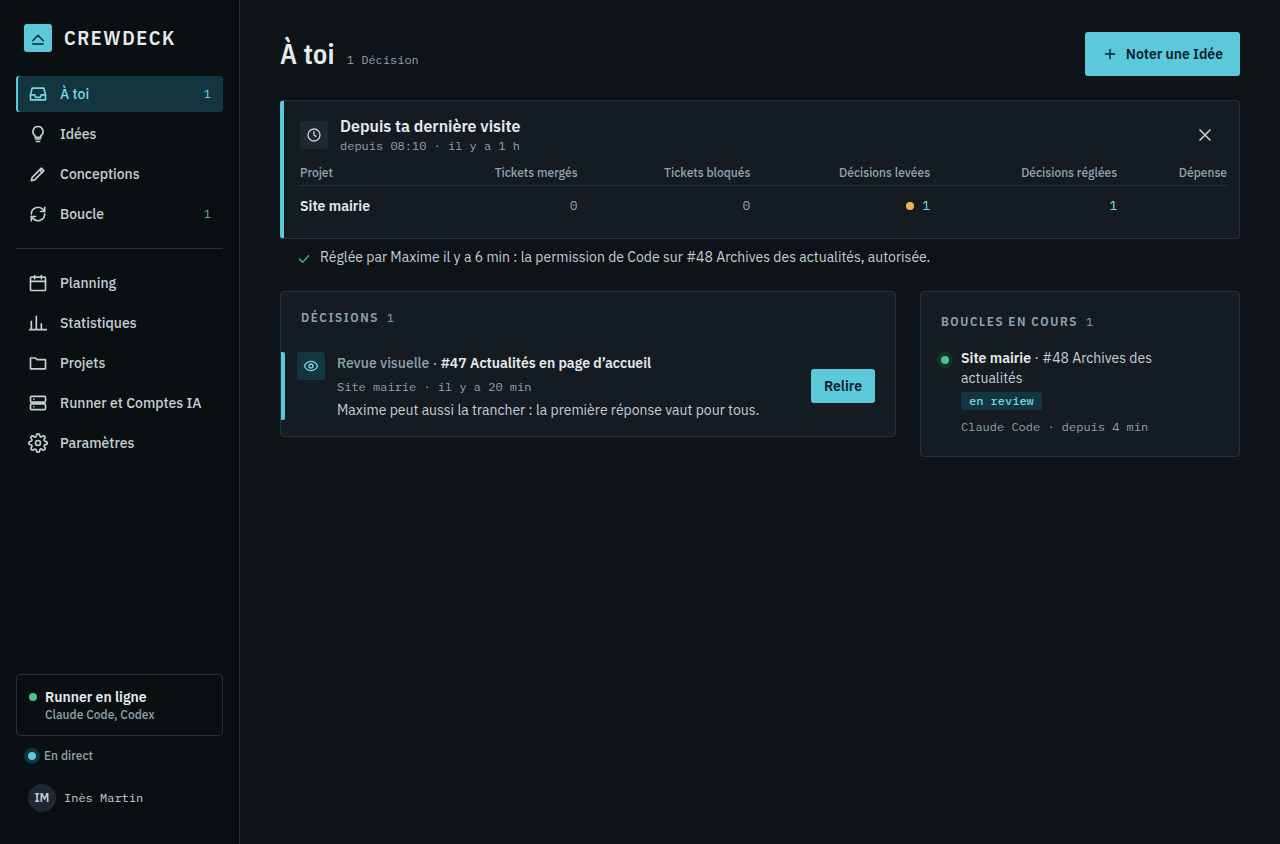 CREWDECK
À toi 1
Idées
Conceptions
Boucle 1
Planning
Statistiques
Projets
Runner et Comptes IA
Paramètres
Runner en ligne
Claude Code, Codex
En direct
IM Inès Martin
À toi 1 Décision
Noter une Idée
Depuis ta dernière visite
depuis 08:10 · il y a 1 h
Projet Tickets mergés Tickets bloqués Décisions levées Décisions réglées Dépense
Site mairie 0 0 1 1
Réglée par Maxime il y a 6 min : la permission de Code sur #48 Archives des actualités, autorisée.
DÉCISIONS 1
Revue visuelle · #47 Actualités en page d’accueil
Site mairie · il y a 20 min
Maxime peut aussi la trancher : la première réponse vaut pour tous.
Relire
BOUCLES EN COURS 1
Site mairie · #48 Archives des
actualités
en review
Claude Code · depuis 4 min